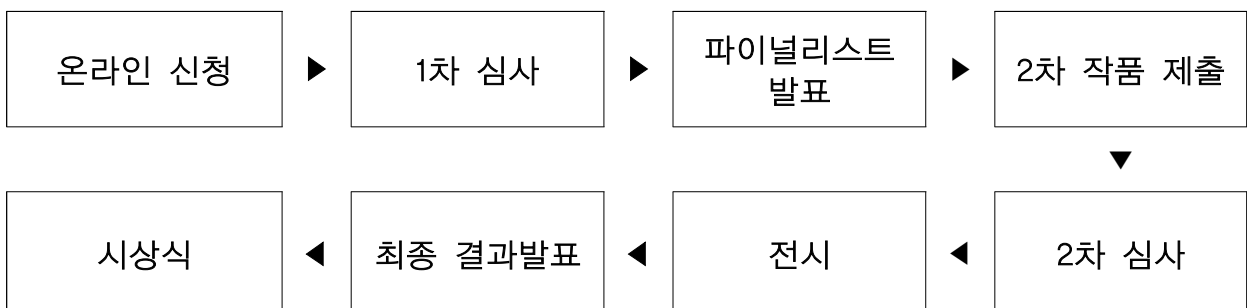 온라인 신청
▶
1차 심사
▶
파이널리스트
발표
▶
2차 작품 제출
▼
2차 심사
◀
전시
◀
최종 결과발표
◀
시상식